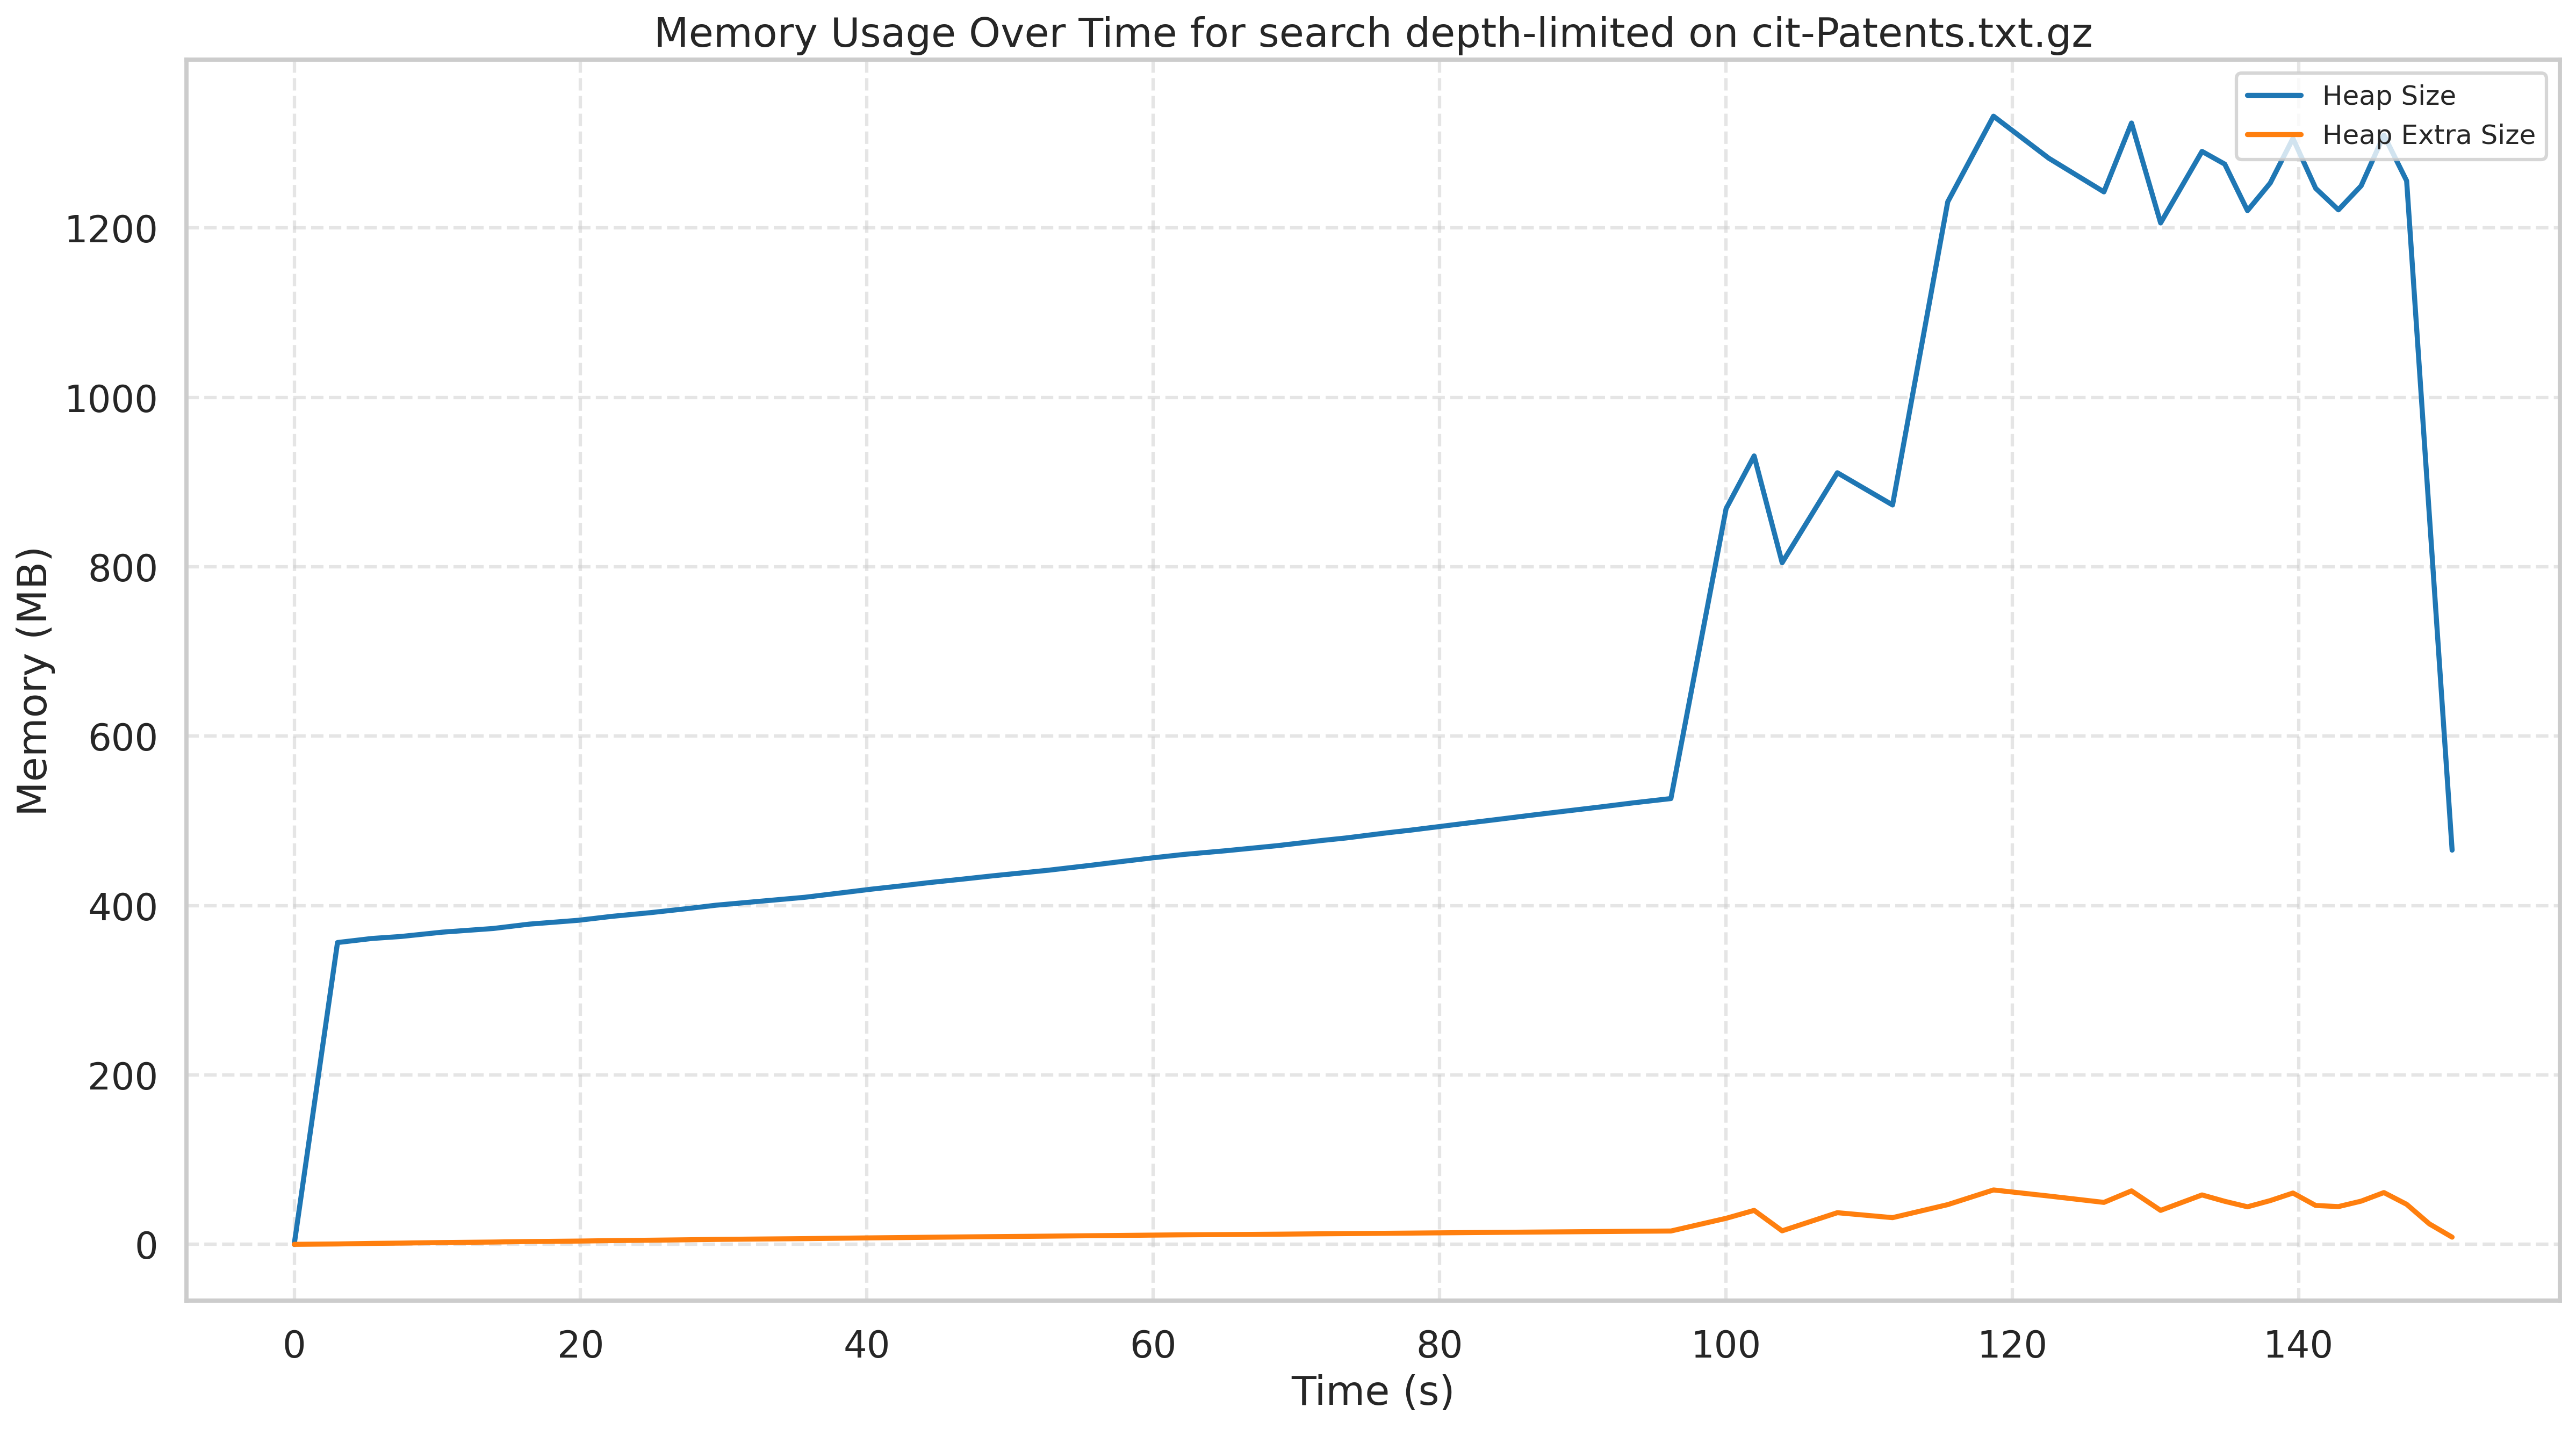 Memory Usage Over Time for search depth-limited on cit-Patents.txt.gz
Heap Size
Heap Extra Size
Memory (MB)
1200
1000
800
600
400
200
0
0 20 40 60 80 100 120 140
Time (s)